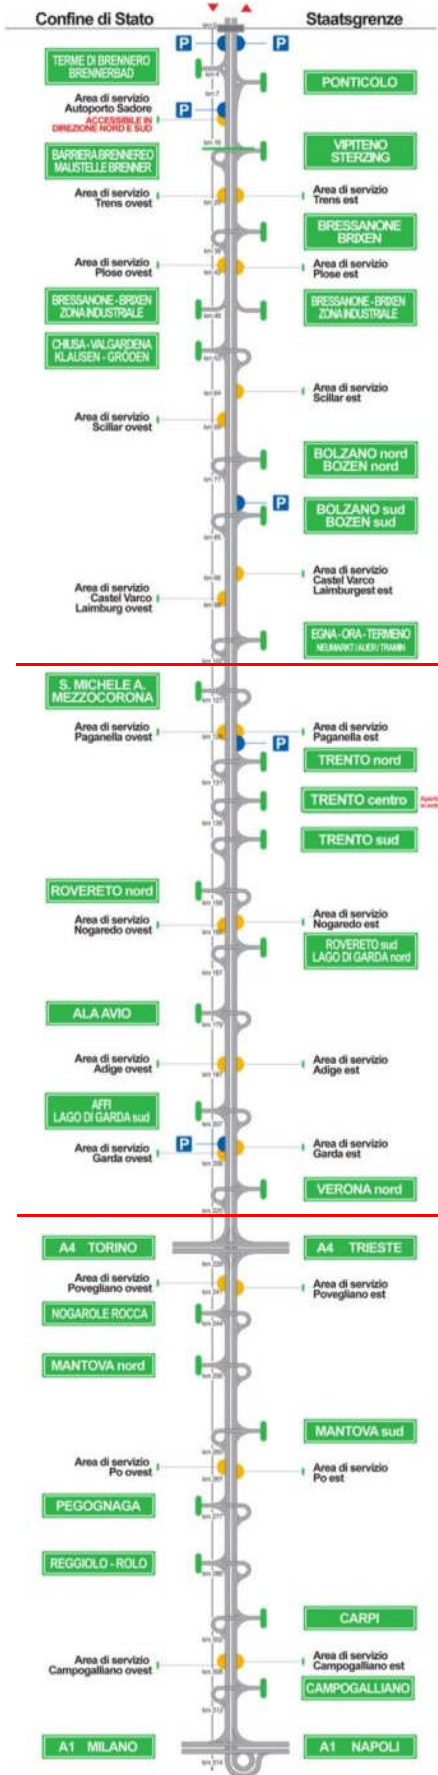 Confine di Stato
Staatsgrenze
P
P
TERME DI BRENNERO
BRENNERBAD
PONTICOLO
Area di servizio
Autoporto Sadore
P
ACCESSIBILE IN
DIREZIONE NORD E SUD
BARRIERA BRENNEREO
MAUSTELLE BRENNER
VIPITENO
STERZING
Area di servizio
Trens ovest
Area di servizio
Trens est
BRESSANONE
BRIXEN
Area di servizio
Plose ovest
Area di servizio
Plose est
BRESSANONE - BRIXEN
ZONA INDUSTRIALE
BRESSANONE - BRIXEN
ZONA INDUSTRIALE
CHIUSA - VALGARDENA
KLAUSEN - GRÖDEN
Area di servizio
Scillar est
Area di servizio
Scillar ovest
BOLZANO nord
BOZEN nord
P
BOLZANO sud
BOZEN sud
Area di servizio
Castel Varco
Laimburgest est
Area di servizio
Castel Varco
Laimburg ovest
EGNA - ORA - TERMENO
NEUMARKT / AUER / TRAMIN
S. MICHELE A.
MEZZOCORONA
Area di servizio
Paganella ovest
Area di servizio
Paganella est
P
TRENTO nord
TRENTO centro
TRENTO sud
ROVERETO nord
Area di servizio
Nogaredo ovest
Area di servizio
Nogaredo est
ROVERETO sud
LAGO DI GARDA nord
ALA AVIO
Area di servizio
Adige ovest
Area di servizio
Adige est
AFFI
LAGO DI GARDA sud
P
Area di servizio
Garda ovest
Area di servizio
Garda est
VERONA nord
A4 TORINO
A4 TRIESTE
Area di servizio
Povegliano ovest
Area di servizio
Povegliano est
NOGAROLE ROCCA
MANTOVA nord
MANTOVA sud
Area di servizio
Po ovest
Area di servizio
Po est
PEGOGNAGA
REGGIOLO - ROLO
CARPI
Area di servizio
Campogalliano ovest
Area di servizio
Campogalliano est
CAMPOGALLIANO
km 312
A1 MILANO
A1 NAPOLI
km 314